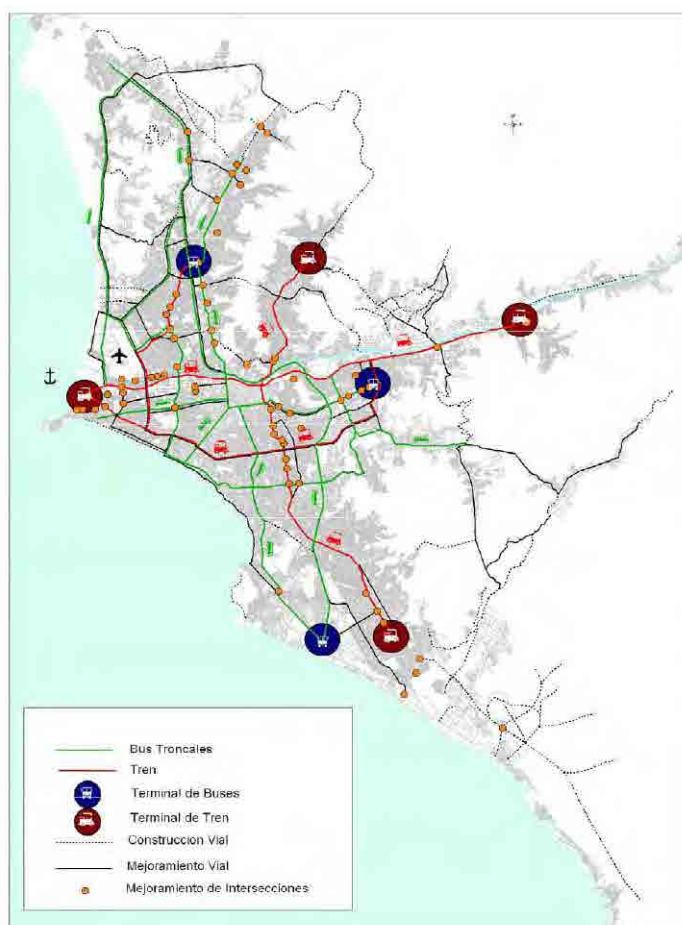 Bus Troncales
Tren
Terminal de Buses
Terminal de Tren
Construccion Vial
Mejoramiento Vial
Mejoramiento de Intersecciones